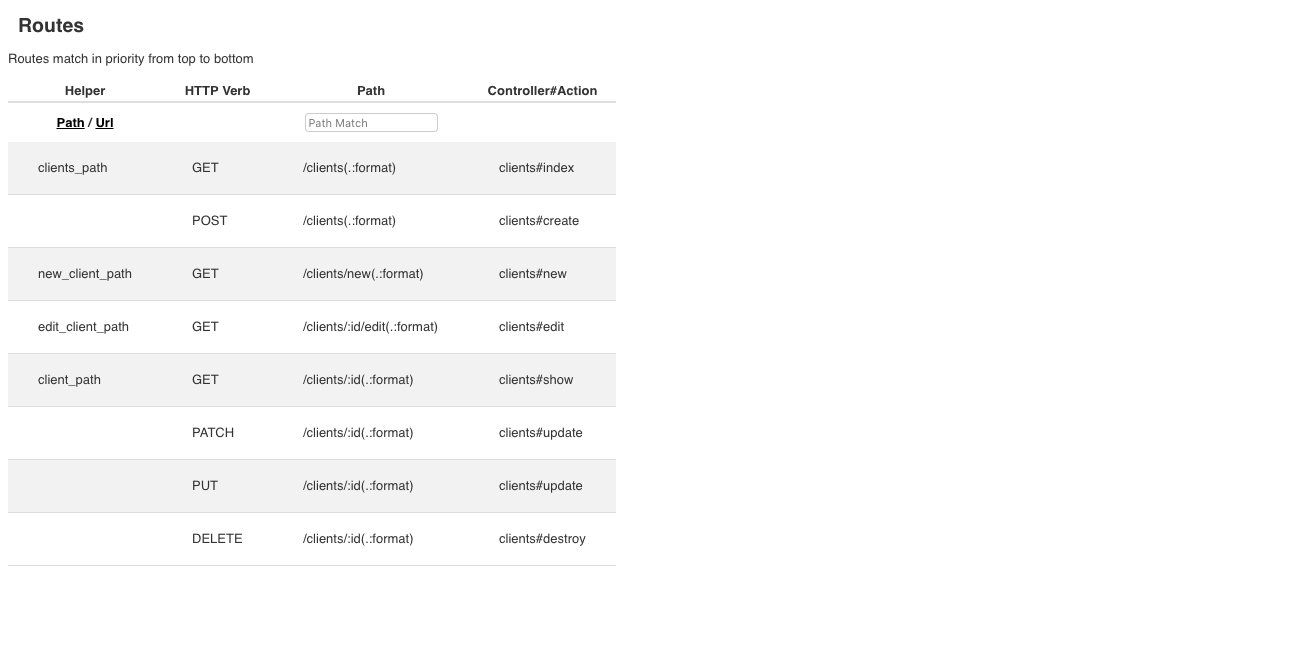 Routes
Routes match in priority from top to bottom
Helper HTTP Verb Path Controller#Action
Path / Url Path Match
clients_path GET /clients(.:format) clients#index
POST /clients(.:format) clients#create
new_client_path GET /clients/new(.:format) clients#new
edit_client_path GET /clients/:id/edit(.:format) clients#edit
client_path GET /clients/:id(.:format) clients#show
PATCH /clients/:id(.:format) clients#update
PUT /clients/:id(.:format) clients#update
DELETE /clients/:id(.:format) clients#destroy